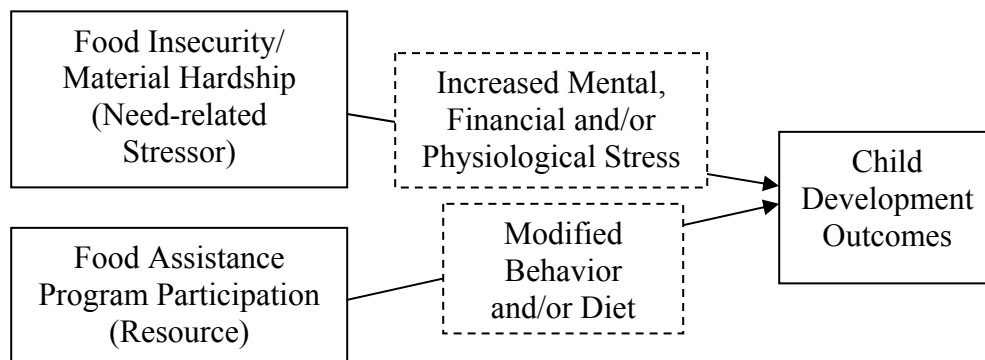 Food Insecurity/
Material Hardship
(Need-related
Stressor)
Increased Mental,
Financial and/or
Physiological Stress
Child
Development
Outcomes
Food Assistance
Program Participation
(Resource)
Modified
Behavior
and/or Diet